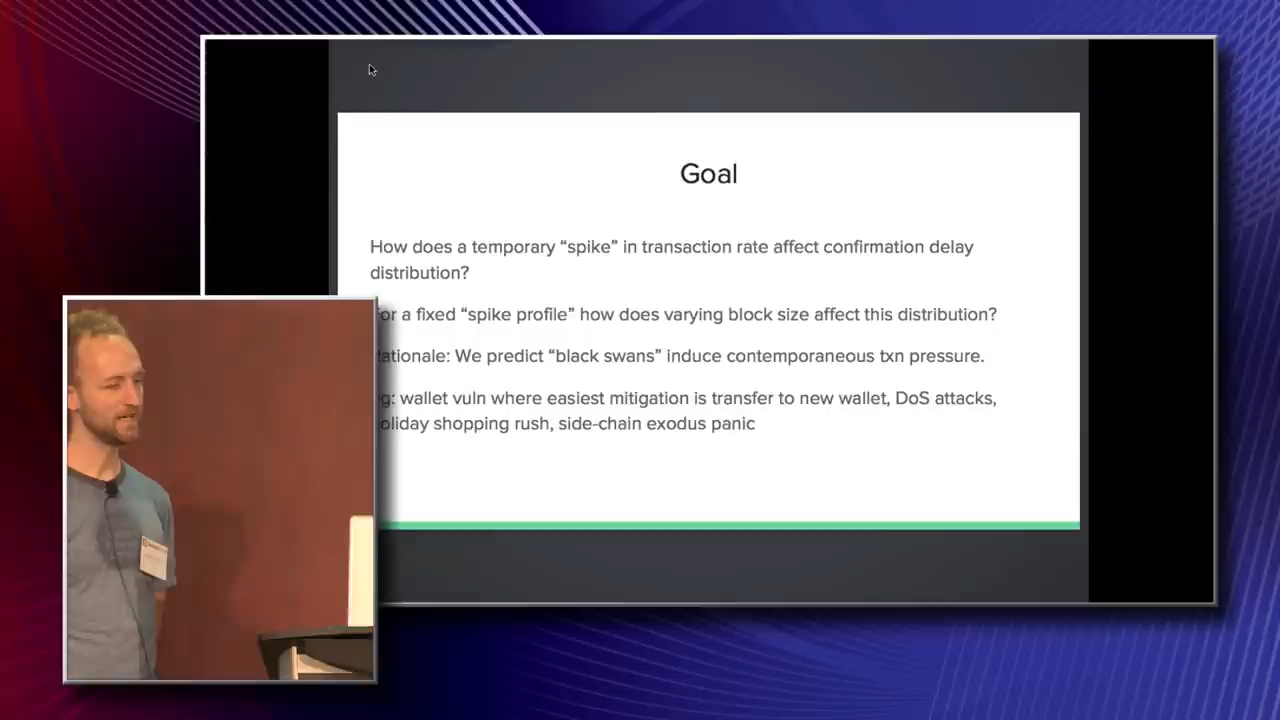 Goal
How does a temporary “spike” in transaction rate affect confirmation delay
distribution?
or a fixed “spike profile” how does varying block size affect this distribution?
ationale: We predict “black swans” induce contemporaneous txn pressure.
g: wallet vuln where easiest mitigation is transfer to new wallet, DoS attacks,
oliday shopping rush, side-chain exodus panic